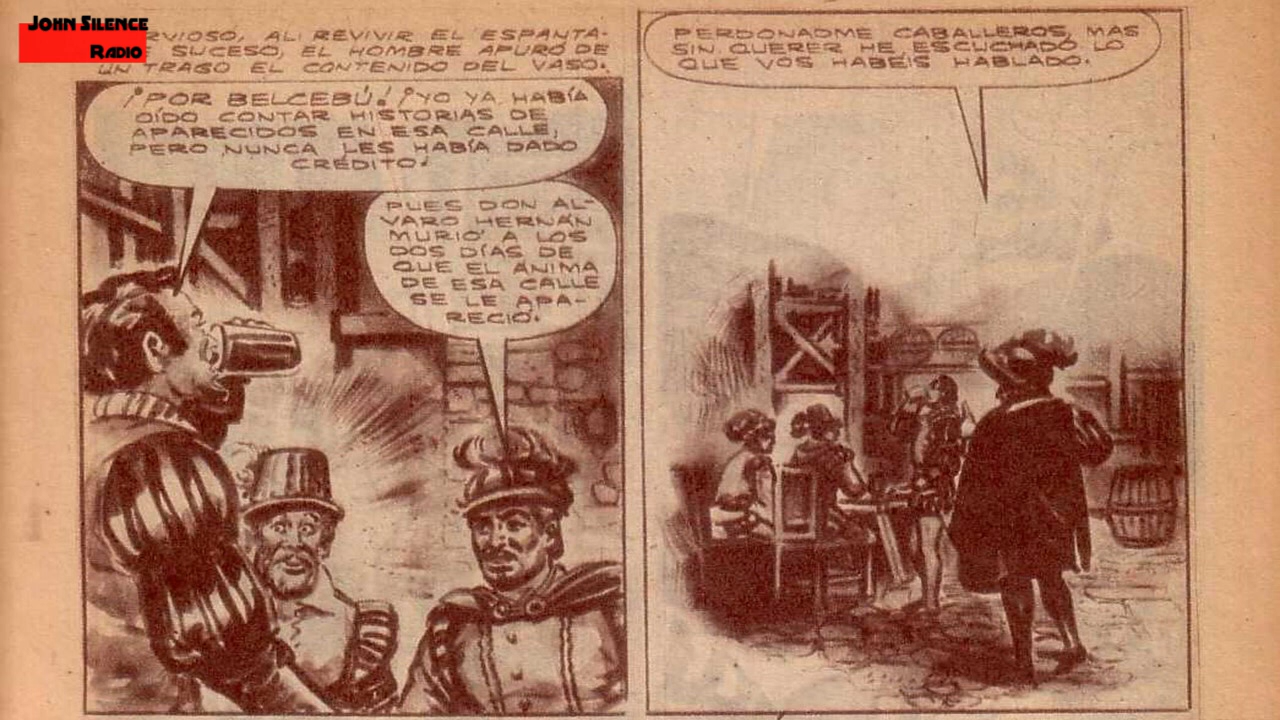 JOHN SILENCE
RADIO
RVIOSO, AL REVIVIR EL ESPANTA-
SUCESO, EL HOMBRE APURÓ DE
UN TRAGO EL CONTENIDO DEL VASO.
¡POR BELCEBÚ! ¡YO YA HABÍA
OÍDO CONTAR HISTORIAS DE
APARECIDOS EN ESA CALLE,
PERO NUNCA LES HABÍA DADO
CRÉDITO.
PUES DON AL-
VARO HERNÁN
MURIÓ A LOS
DOS DÍAS DE
QUE EL ÁNIMA
DE ESA CALLE
SE LE APA-
RECIÓ.
PERDONADME CABALLEROS, MAS
SIN QUERER HE ESCUCHADO LO
QUE VOS HABÉIS HABLADO.